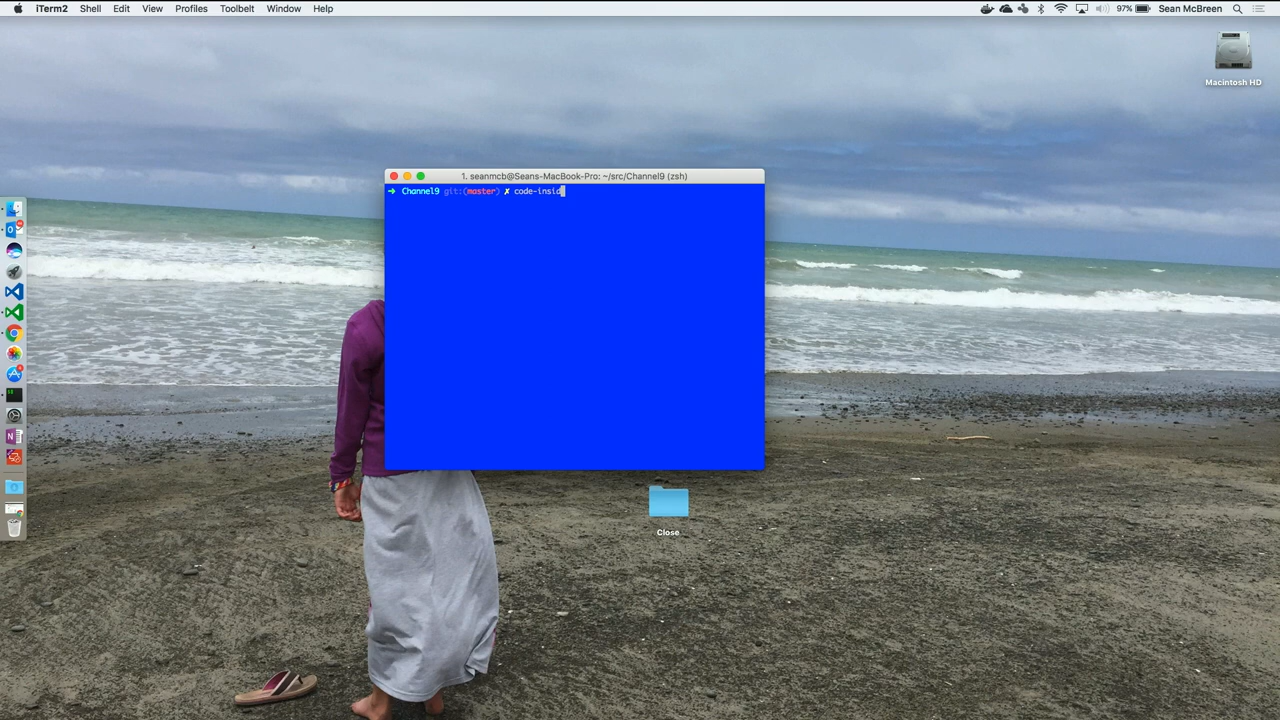 iTerm2 Shell Edit View Profiles Toolbelt Window Help 97% Sean McBreen
Macintosh HD
1. seanmcb@Seans-MacBook-Pro: ~/src/Channel9 (zsh)
➜ Channel9 git:(master) ✗ code-insid
Close